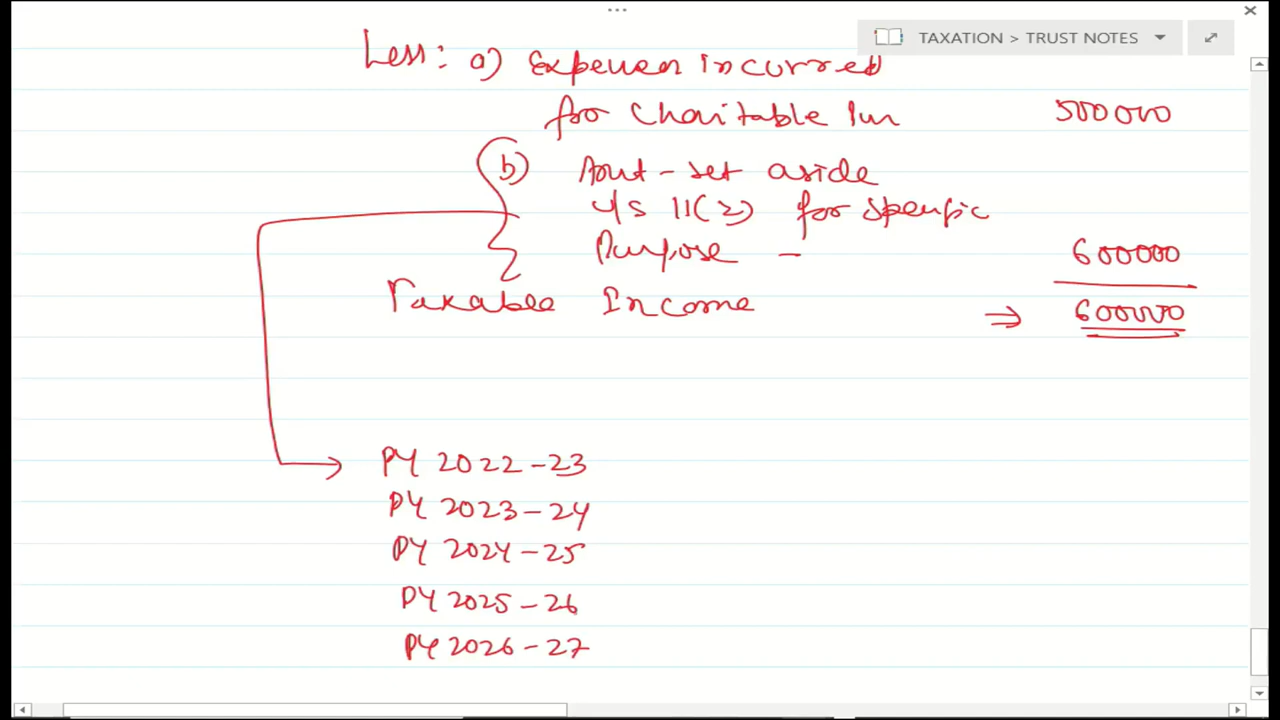 TAXATION > TRUST NOTES
Less: a) Expenses incurred
for Charitable 500000
b) Amt - set aside
u/s 11(2) for specific
Purpose - 600000
Taxable Income ⇒ 600000
PY 2022-23
PY 2023-24
PY 2024-25
PY 2025-26
PY 2026-27